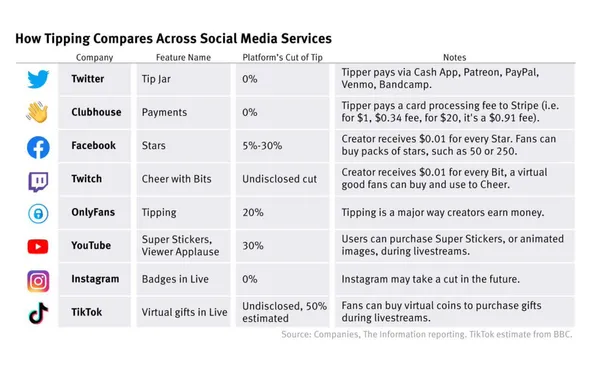 How Tipping Compares Across Social Media Services
Company Feature Name Platform's Cut of Tip Notes
Twitter Tip Jar 0% Tipper pays via Cash App, Patreon, PayPal,
Venmo, Bandcamp.
Clubhouse Payments 0% Tipper pays a card processing fee to Stripe (i.e.
for $1, $0.34 fee, for $20, it's a $0.91 fee).
Facebook Stars 5%-30% Creator receives $0.01 for every Star. Fans can
buy packs of stars, such as 50 or 250.
Twitch Cheer with Bits Undisclosed cut Creator receives $0.01 for every Bit, a virtual
good fans can buy and use to Cheer.
OnlyFans Tipping 20% Tipping is a major way creators earn money.
YouTube Super Stickers,
Viewer Applause 30% Users can purchase Super Stickers, or animated
images, during livestreams.
Instagram Badges in Live 0% Instagram may take a cut in the future.
TikTok Virtual gifts in Live Undisclosed, 50%
estimated Fans can buy virtual coins to purchase gifts
during livestreams.
Source: Companies, The Information reporting. TikTok estimate from BBC.